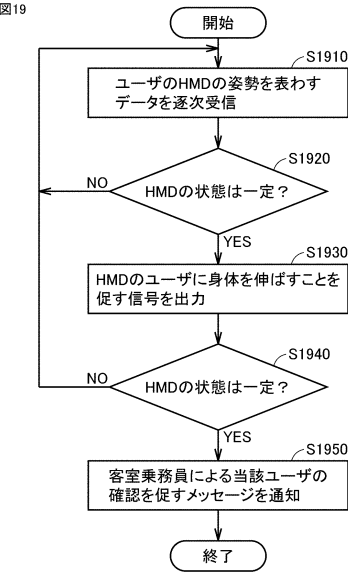 図19
開始
S1910
ユーザのHMDの姿勢を表わす
データを逐次受信
S1920
HMDの状態は一定？
NO
YES
S1930
HMDのユーザに身体を伸ばすことを
促す信号を出力
S1940
HMDの状態は一定？
NO
YES
S1950
客室乗務員による当該ユーザの
確認を促すメッセージを通知
終了